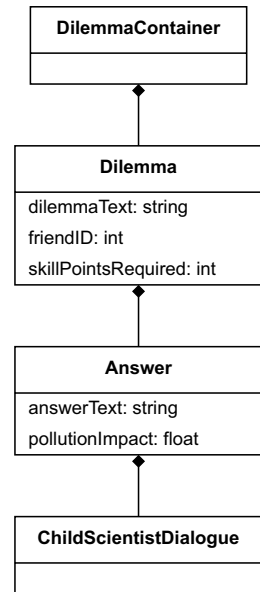 DilemmaContainer
Dilemma
dilemmaText: string
friendID: int
skillPointsRequired: int
Answer
answerText: string
pollutionImpact: float
ChildScientistDialogue